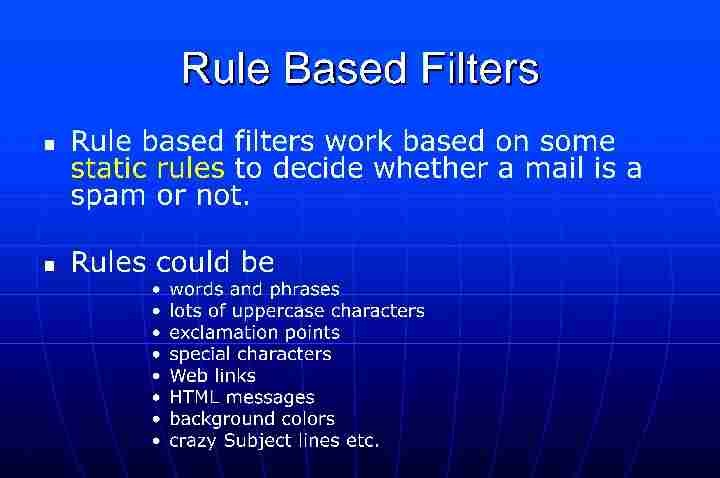 Rule Based Filters
Rule based filters work based on some
static rules to decide whether a mail is a
spam or not.
Rules could be
• words and phrases
• lots of uppercase characters
• exclamation points
• special characters
• Web links
• HTML messages
• background colors
• crazy Subject lines etc.